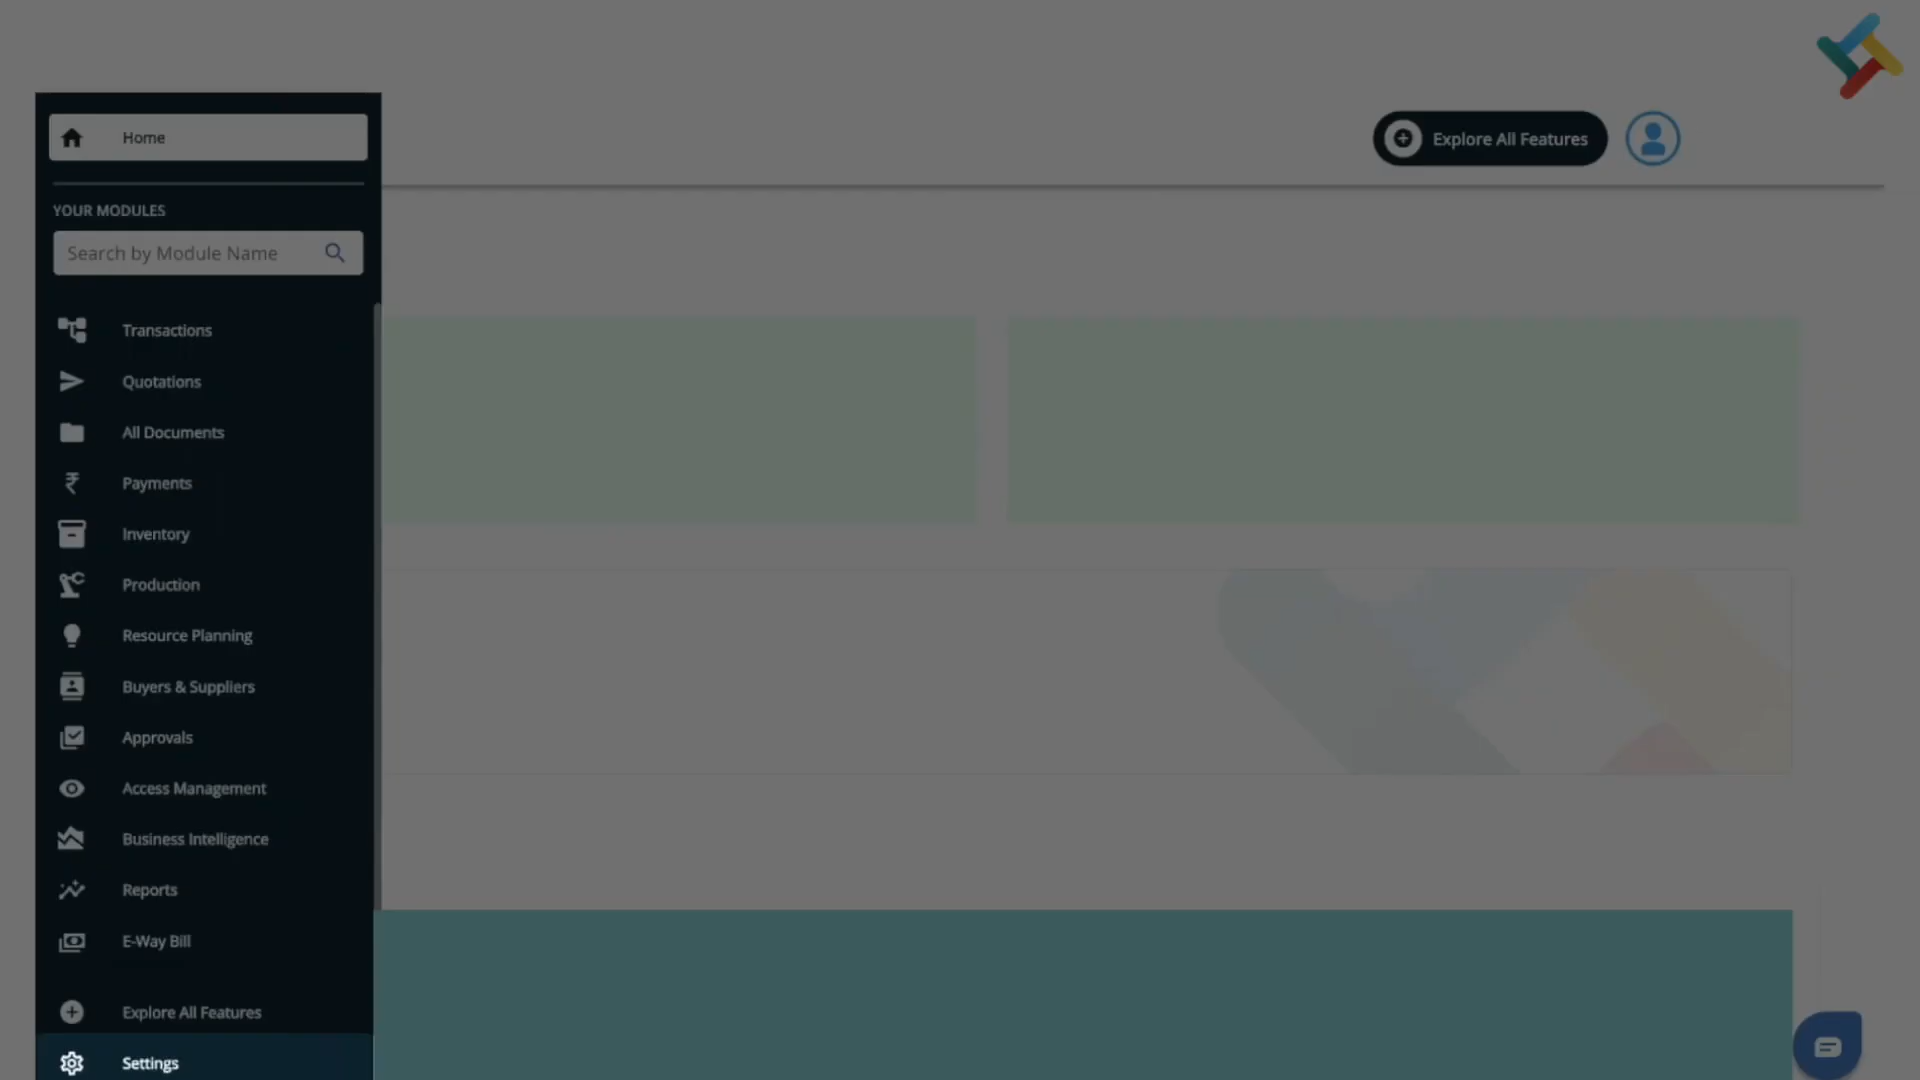 Home
Explore All Features
YOUR MODULES
Search by Module Name
Transactions
Quotations
All Documents
Payments
Inventory
Production
Resource Planning
Buyers & Suppliers
Approvals
Access Management
Business Intelligence
Reports
E-Way Bill
Explore All Features
Settings